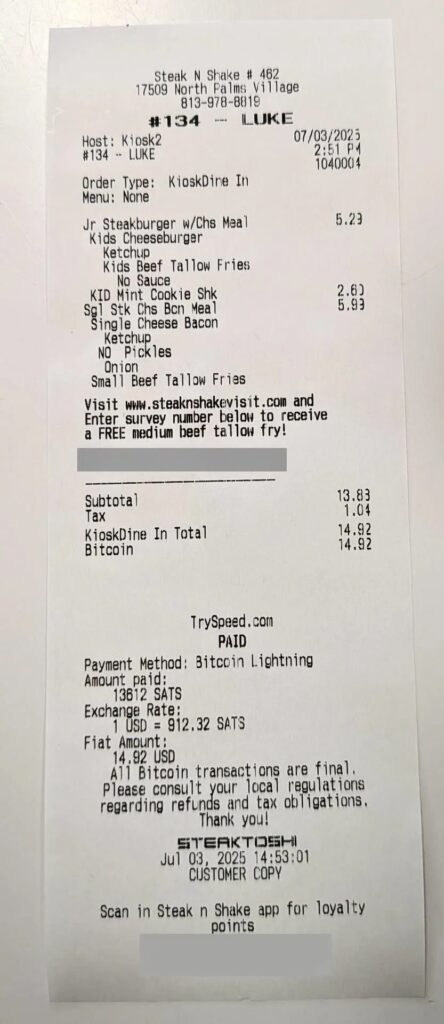 Steak N Shake # 462
17509 North Palms Village
813-978-8819
#134 -- LUKE
Host: Kiosk2 07/03/2025
#134 -- LUKE 2:51 PM
1040004
Order Type: KioskDine In
Menu: None
Jr Steakburger w/Chs Meal 5.29
Kids Cheeseburger
Ketchup
Kids Beef Tallow Fries
No Sauce
KID Mint Cookie Shk 2.60
Sgl Stk Chs Bcn Meal 5.99
Single Cheese Bacon
Ketchup
NO Pickles
Onion
Small Beef Tallow Fries
Visit www.steaknshakevisit.com and
Enter survey number below to receive
a FREE medium beef tallow fry!
Subtotal 13.88
Tax 1.04
KioskDine In Total 14.92
Bitcoin 14.92
TrySpeed.com
PAID
Payment Method: Bitcoin Lightning
Amount paid:
13612 SATS
Exchange Rate:
1 USD = 912.32 SATS
Fiat Amount:
14.92 USD
All Bitcoin transactions are final.
Please consult your local regulations
regarding refunds and tax obligations.
Thank you!
STEAKTOSHI
Jul 03, 2025 14:53:01
CUSTOMER COPY
Scan in Steak n Shake app for loyalty
points